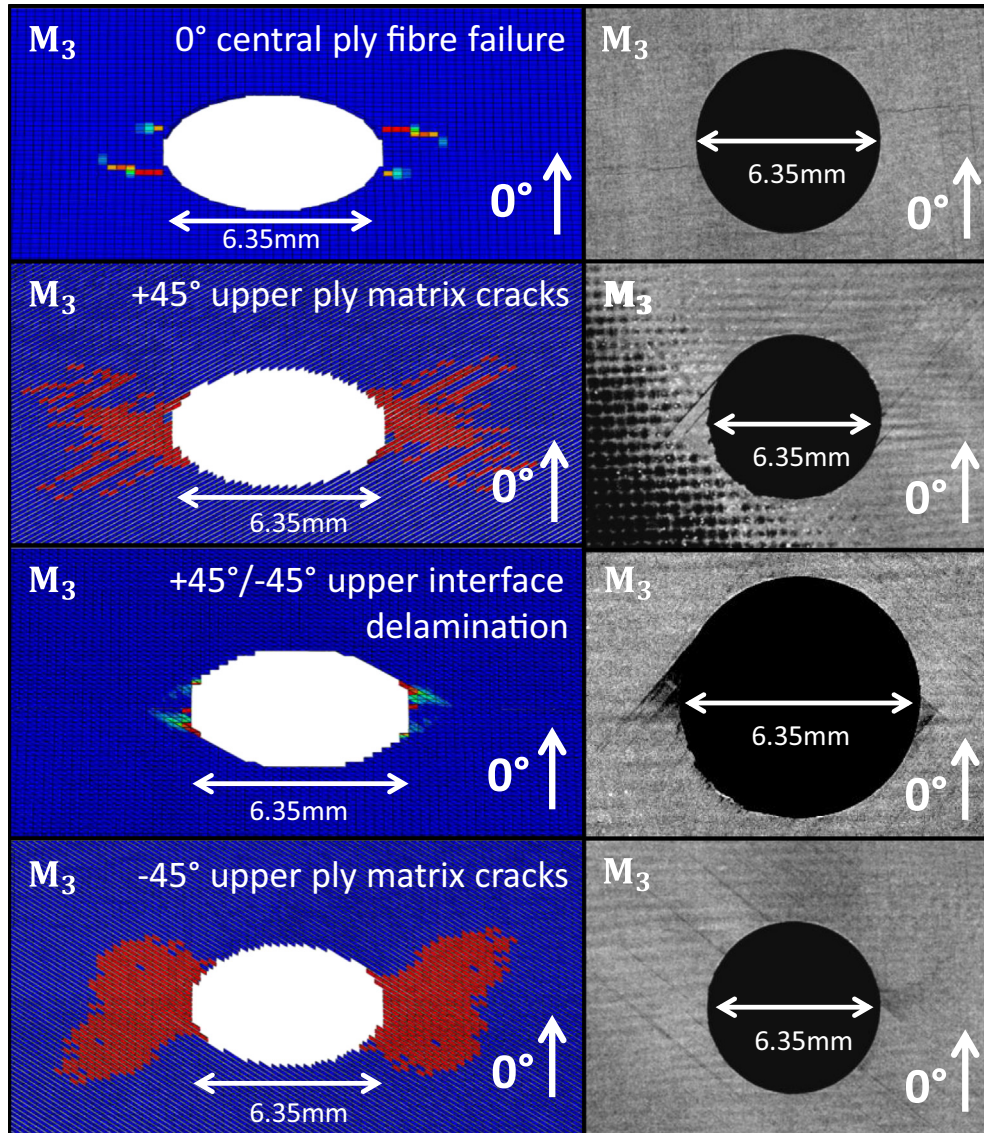 M₃ 0° central ply fibre failure
6.35mm
0°
M₃
6.35mm
0°
M₃ +45° upper ply matrix cracks
6.35mm
0°
M₃
6.35mm
0°
M₃ +45°/-45° upper interface
delamination
6.35mm
0°
M₃
6.35mm
0°
M₃ -45° upper ply matrix cracks
6.35mm
0°
M₃
6.35mm
0°